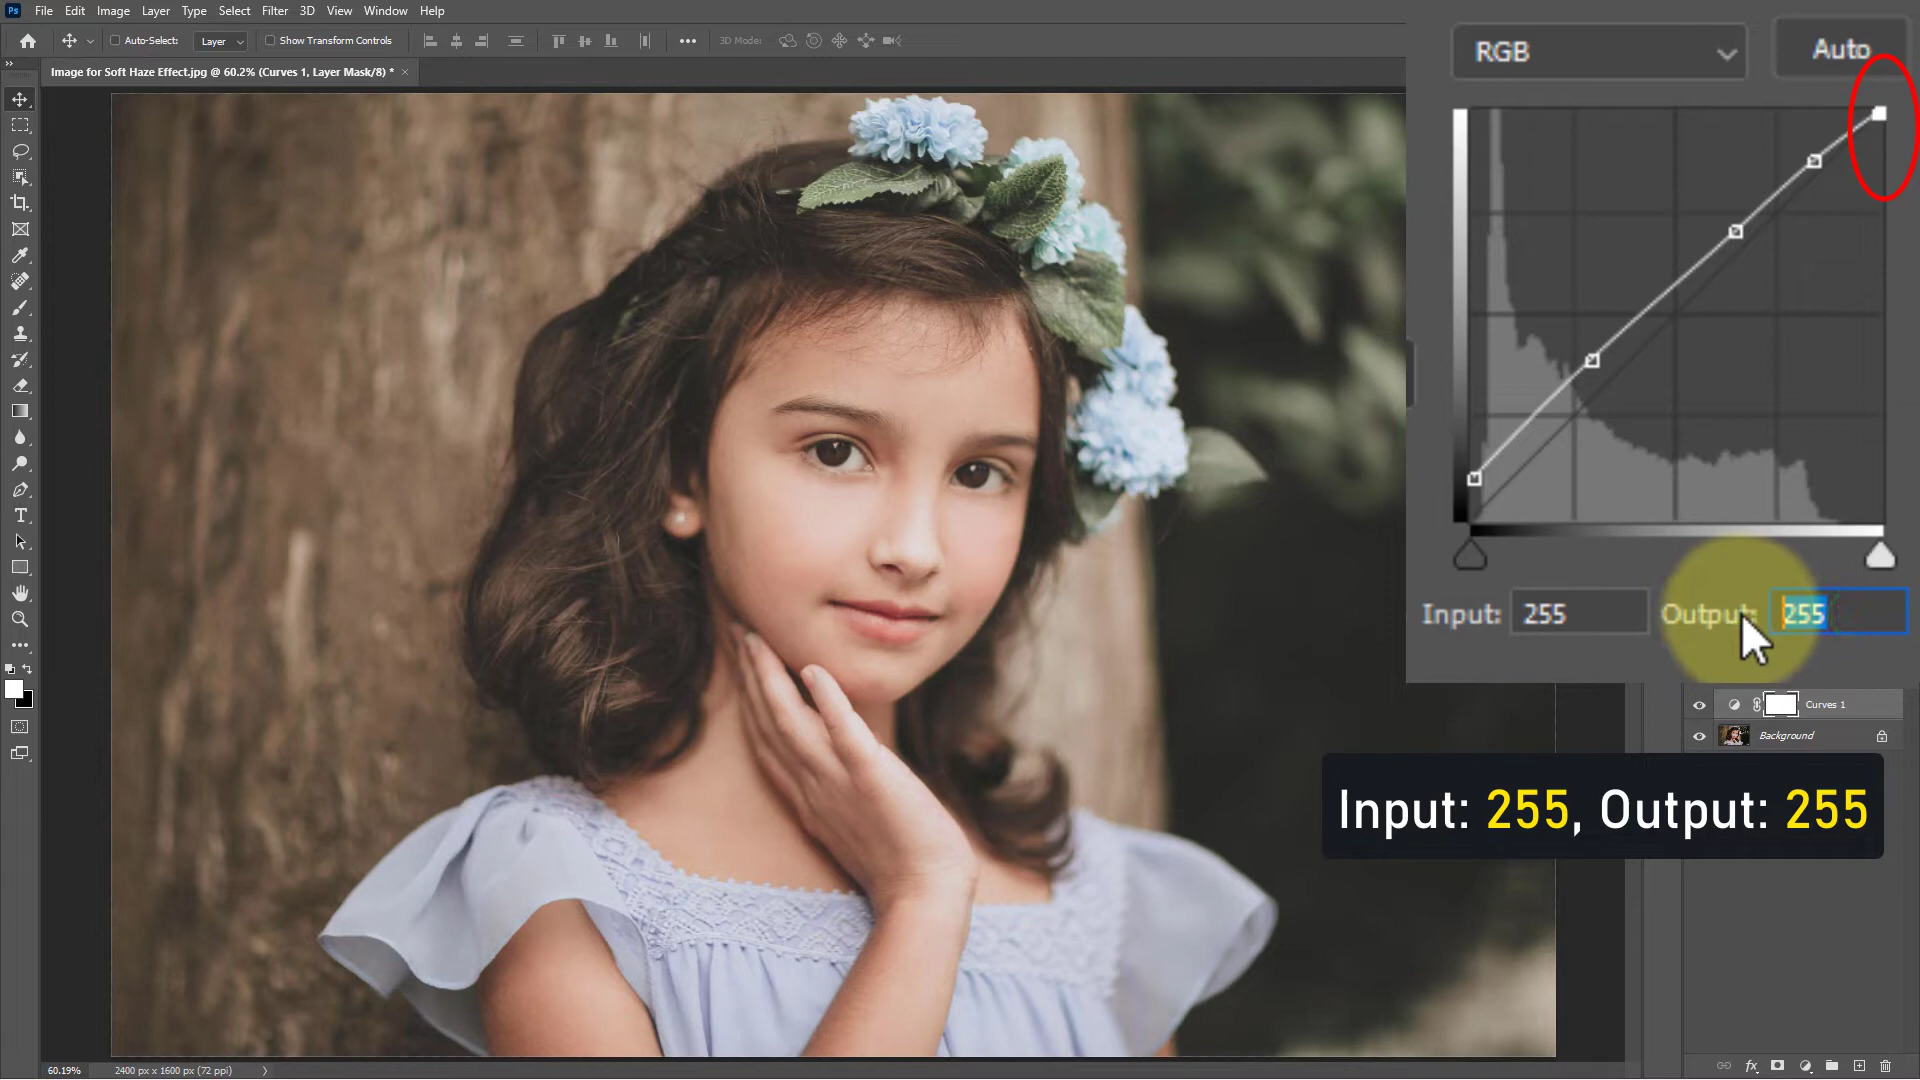 Ps File Edit Image Layer Type Select Filter 3D View Window Help
Auto-Select: Layer Show Transform Controls 3D Mode:
Image for Soft Haze Effect.jpg @ 60.2% (Curves 1, Layer Mask/8) *
RGB Auto
Input: 255 Output: 255
Curves 1
Background
Input: 255, Output: 255
60.19% 2400 px x 1600 px (72 ppi)